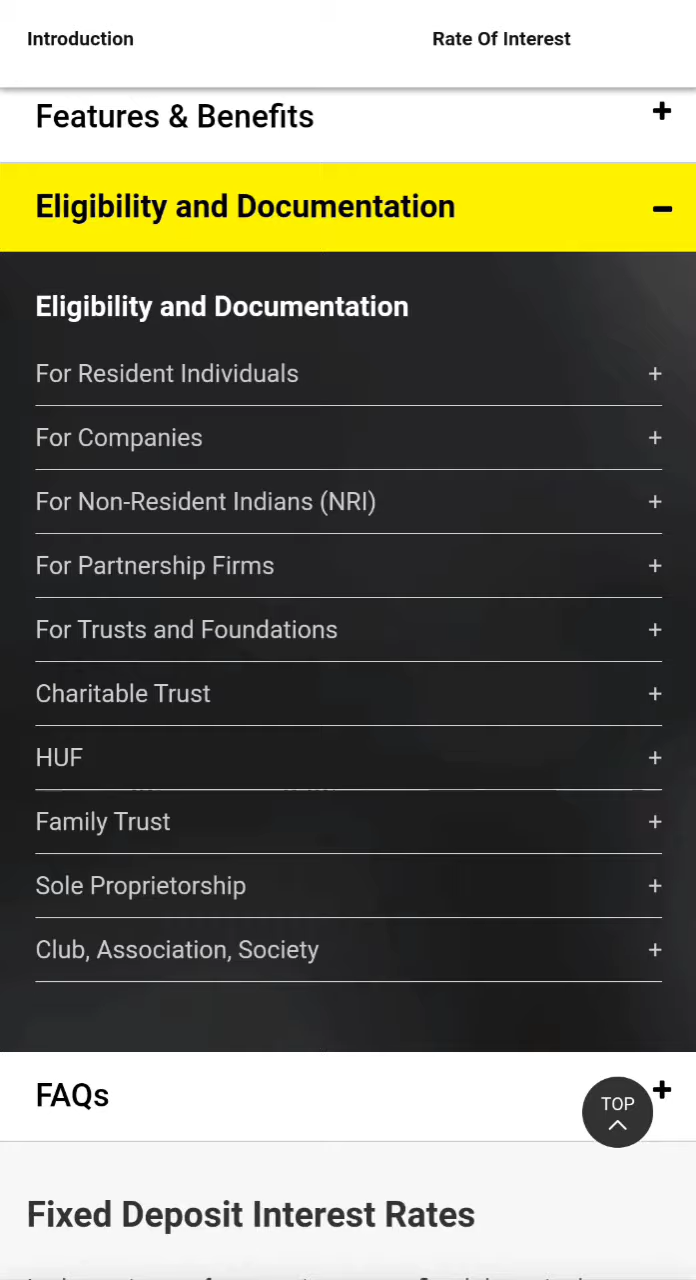 Introduction
Rate Of Interest
Features & Benefits
Eligibility and Documentation
Eligibility and Documentation
For Resident Individuals
For Companies
For Non-Resident Indians (NRI)
For Partnership Firms
For Trusts and Foundations
Charitable Trust
HUF
Family Trust
Sole Proprietorship
Club, Association, Society
FAQs
TOP
Fixed Deposit Interest Rates